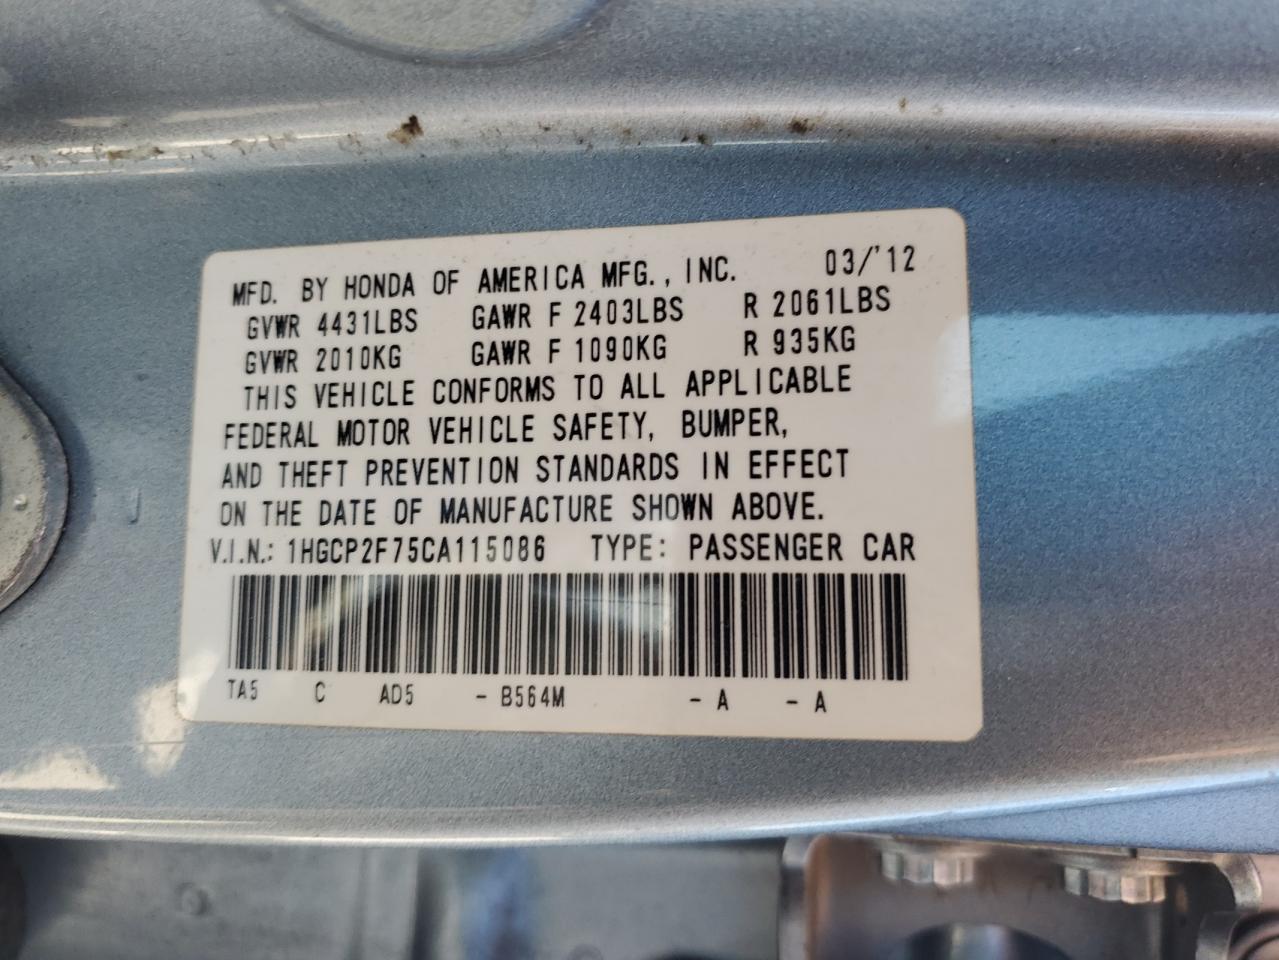 MFD. BY HONDA OF AMERICA MFG., INC. 03/'12
GVWR 4431LBS GAWR F 2403LBS R 2061LBS
GVWR 2010KG GAWR F 1090KG R 935KG
THIS VEHICLE CONFORMS TO ALL APPLICABLE
FEDERAL MOTOR VEHICLE SAFETY, BUMPER,
AND THEFT PREVENTION STANDARDS IN EFFECT
ON THE DATE OF MANUFACTURE SHOWN ABOVE.
V.I.N.: 1HGCP2F75CA115086 TYPE: PASSENGER CAR
TA5 C AD5 - B564M - A - A